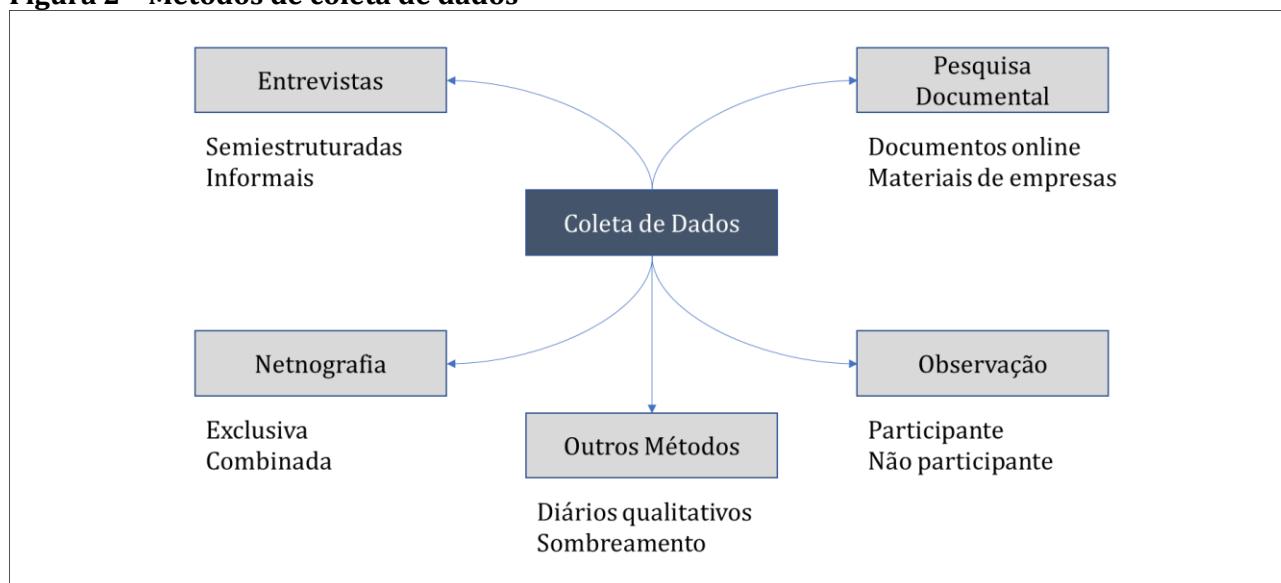 Figura 2 – Métodos de coleta de dados
Entrevistas
Semiestruturadas
Informais
Pesquisa
Documental
Documentos online
Materiais de empresas
Coleta de Dados
Netnografia
Exclusiva
Combinada
Outros Métodos
Diários qualitativos
Sombreamento
Observação
Participante
Não participante